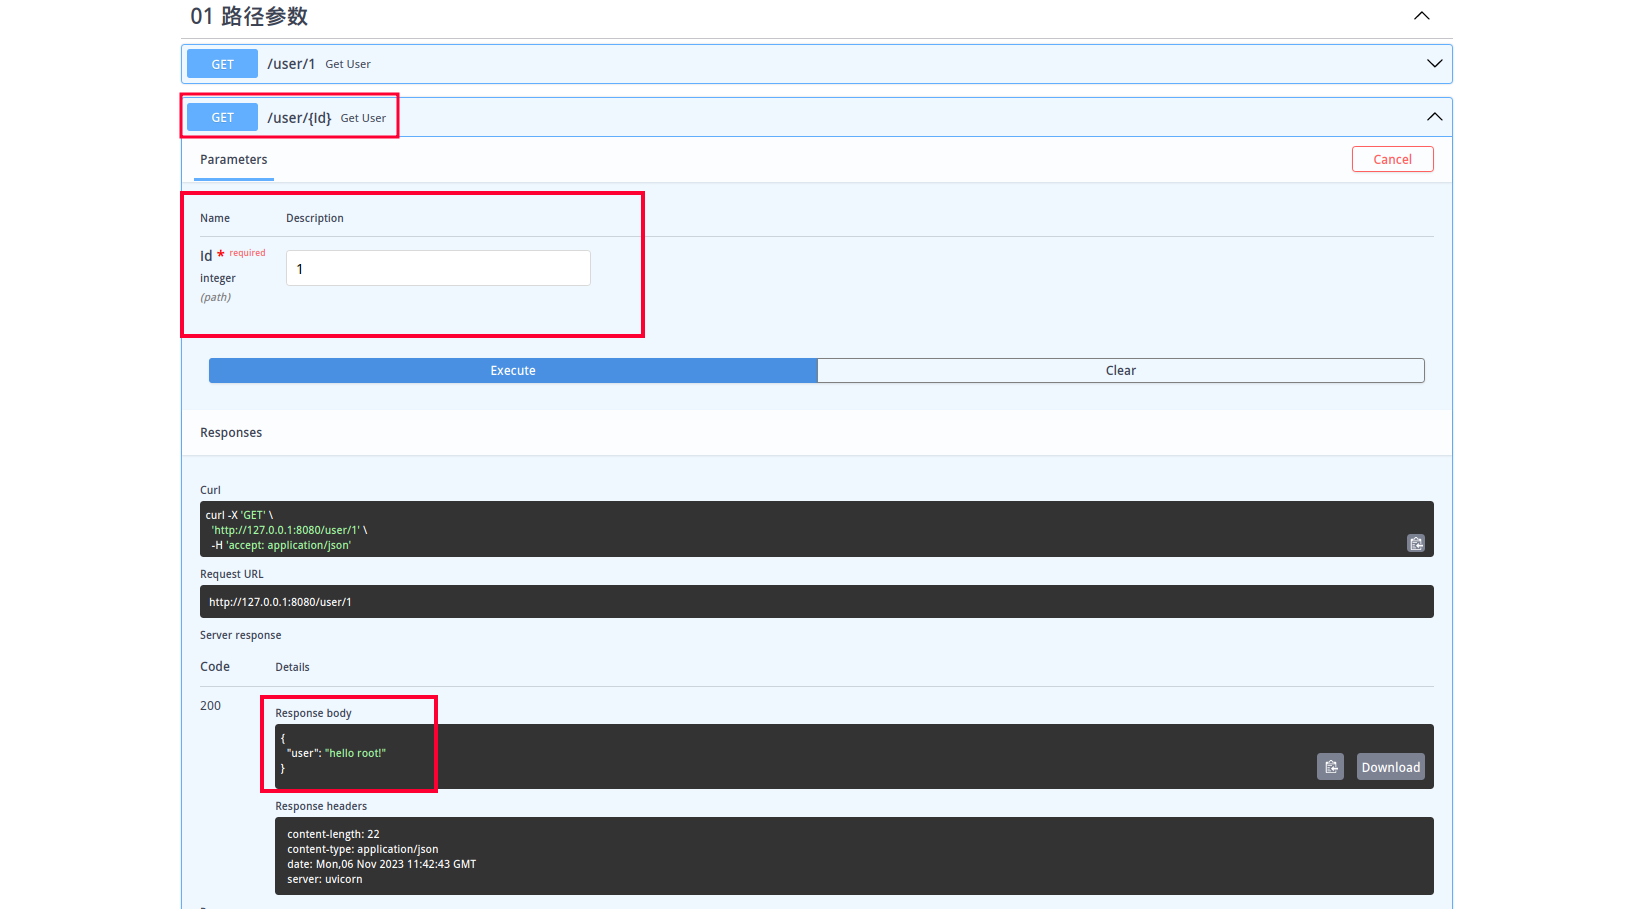 01 路径参数
GET /user/1 Get User
GET /user/{Id} Get User
Parameters
Cancel
Name Description
Id * required
integer
(path)
1
Execute Clear
Responses
Curl
curl -X 'GET' \
'http://127.0.0.1:8080/user/1' \
-H 'accept: application/json'
Request URL
http://127.0.0.1:8080/user/1
Server response
Code Details
200
Response body
{
"user": "hello root!"
}
Download
Response headers
content-length: 22
content-type: application/json
date: Mon,06 Nov 2023 11:42:43 GMT
server: uvicorn